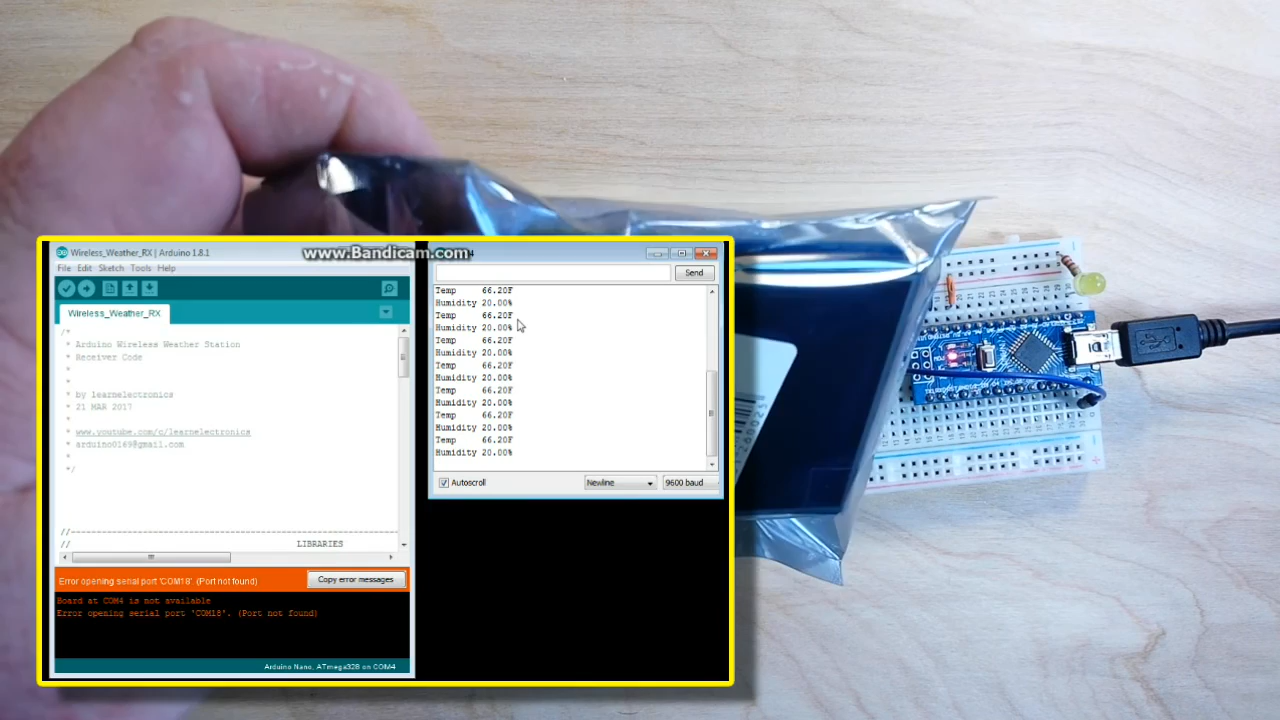 Wireless_Weather_RX | Arduino 1.8.1
www.Bandicam.com
File Edit Sketch Tools Help
Wireless_Weather_RX
/*
* Arduino Wireless Weather Station
* Receiver Code
*
*
* by learnelectronics
* 21 MAR 2017
*
* www.youtube.com/c/learnelectronics
* arduino0169@gmail.com
*
*/
//
// LIBRARIES
Error opening serial port 'COM18'. (Port not found)
Copy error messages
Board at COM4 is not available
Error opening serial port 'COM18'. (Port not found)
Arduino Nano, ATmega328 on COM4
Send
Temp 66.20F
Humidity 20.00%
Temp 66.20F
Humidity 20.00%
Temp 66.20F
Humidity 20.00%
Temp 66.20F
Humidity 20.00%
Temp 66.20F
Humidity 20.00%
Temp 66.20F
Humidity 20.00%
Temp 66.20F
Humidity 20.00%
Autoscroll
Newline
9600 baud